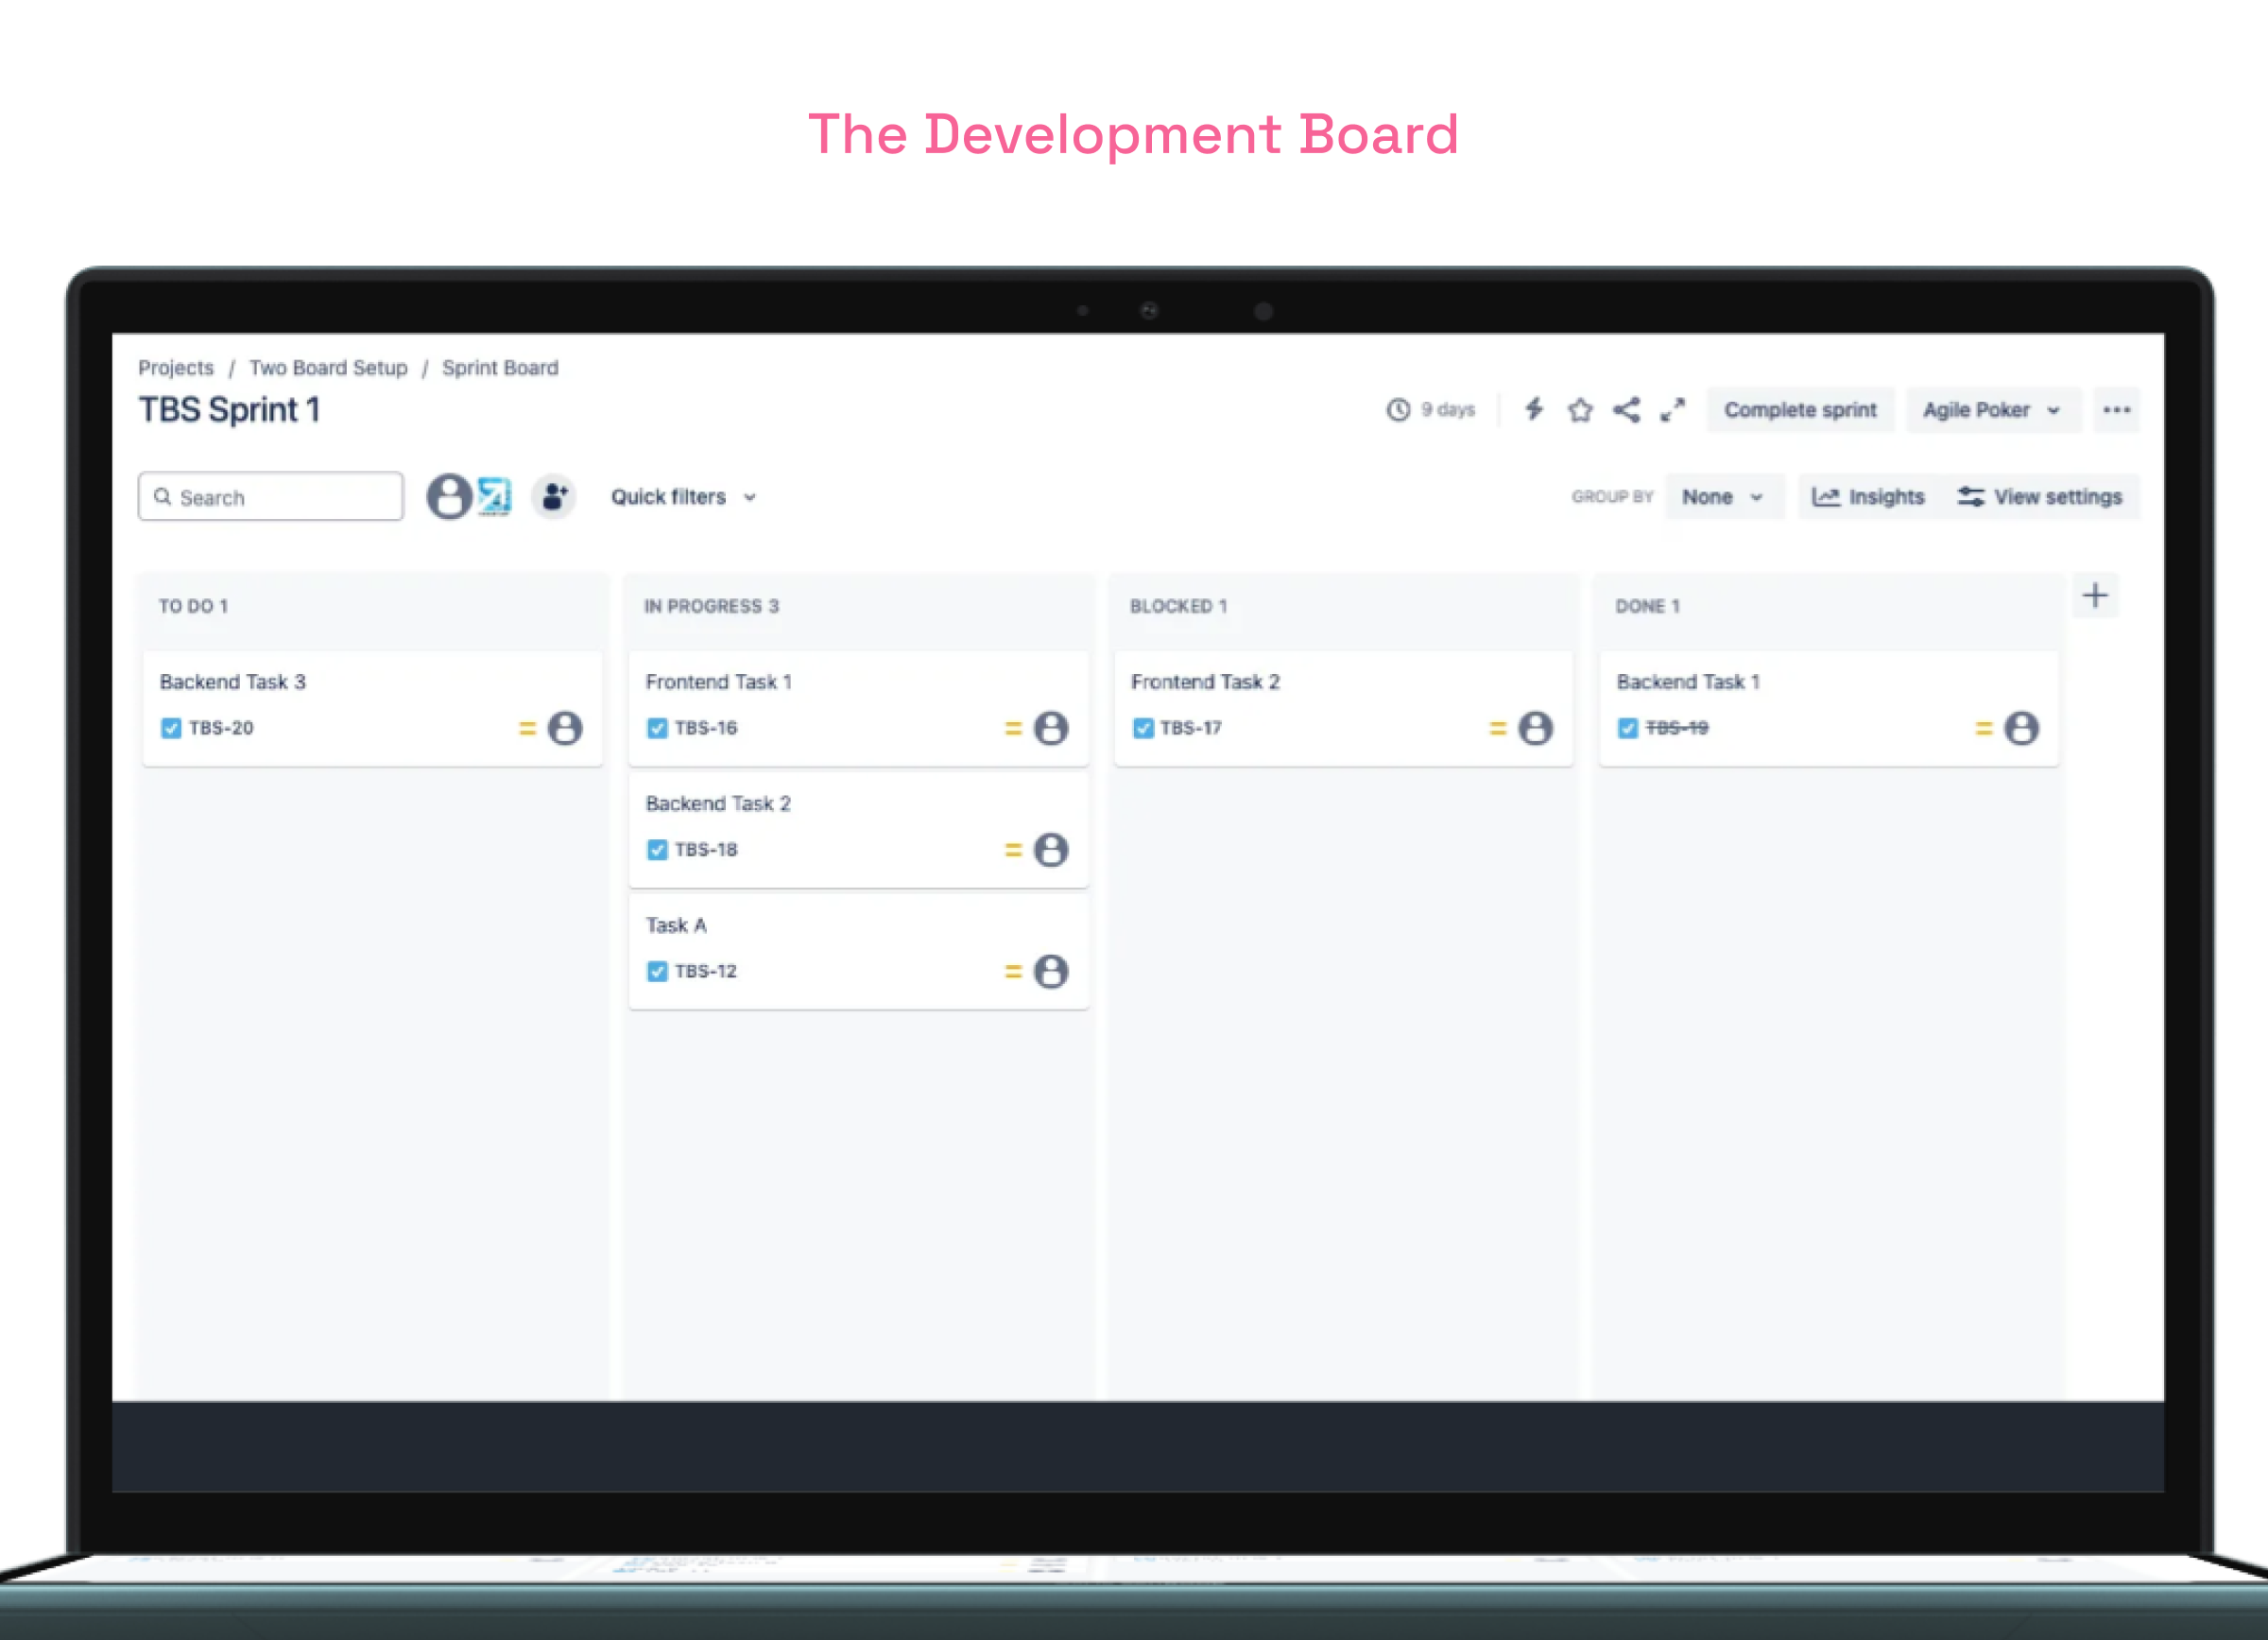 The Development Board
Projects / Two Board Setup / Sprint Board
TBS Sprint 1
9 days
Complete sprint
Agile Poker
Search
Quick filters
GROUP BY
None
Insights
View settings
TO DO 1
IN PROGRESS 3
BLOCKED 1
DONE 1
Backend Task 3
TBS-20
Frontend Task 1
TBS-16
Backend Task 2
TBS-18
Task A
TBS-12
Frontend Task 2
TBS-17
Backend Task 1
TBS-19